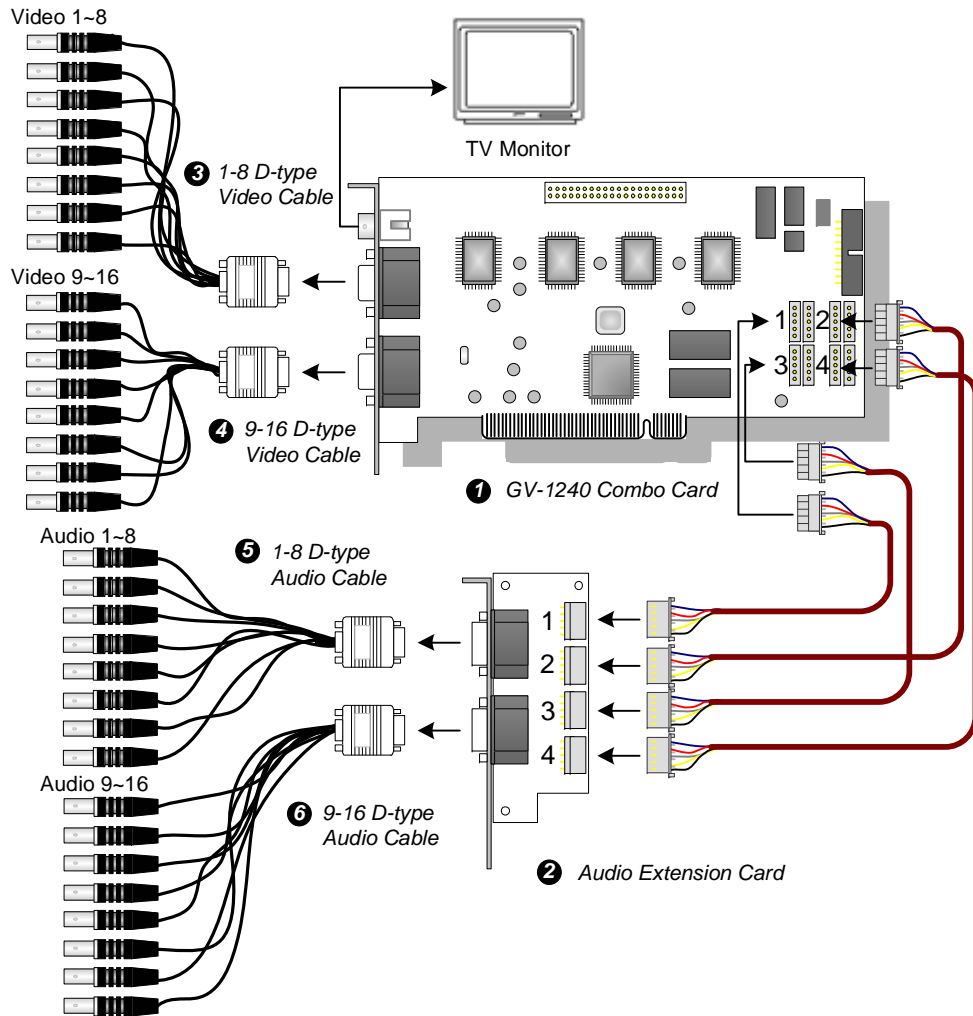 Video 1~8
TV Monitor
3 1-8 D-type
Video Cable
Video 9~16
1 2
3 4
4 9-16 D-type
Video Cable
1 GV-1240 Combo Card
Audio 1~8
5 1-8 D-type
Audio Cable
1
2
3
4
Audio 9~16
6 9-16 D-type
Audio Cable
2 Audio Extension Card